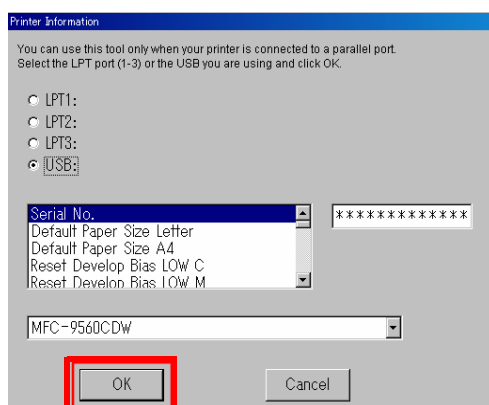 Printer Information
You can use this tool only when your printer is connected to a parallel port.
Select the LPT port (1-3) or the USB you are using and click OK.
LPT1:
LPT2:
LPT3:
USB:
Serial No.
*************
Default Paper Size Letter
Default Paper Size A4
Reset Develop Bias LOW C
Reset Develop Bias LOW M
MFC-9560CDW
OK
Cancel